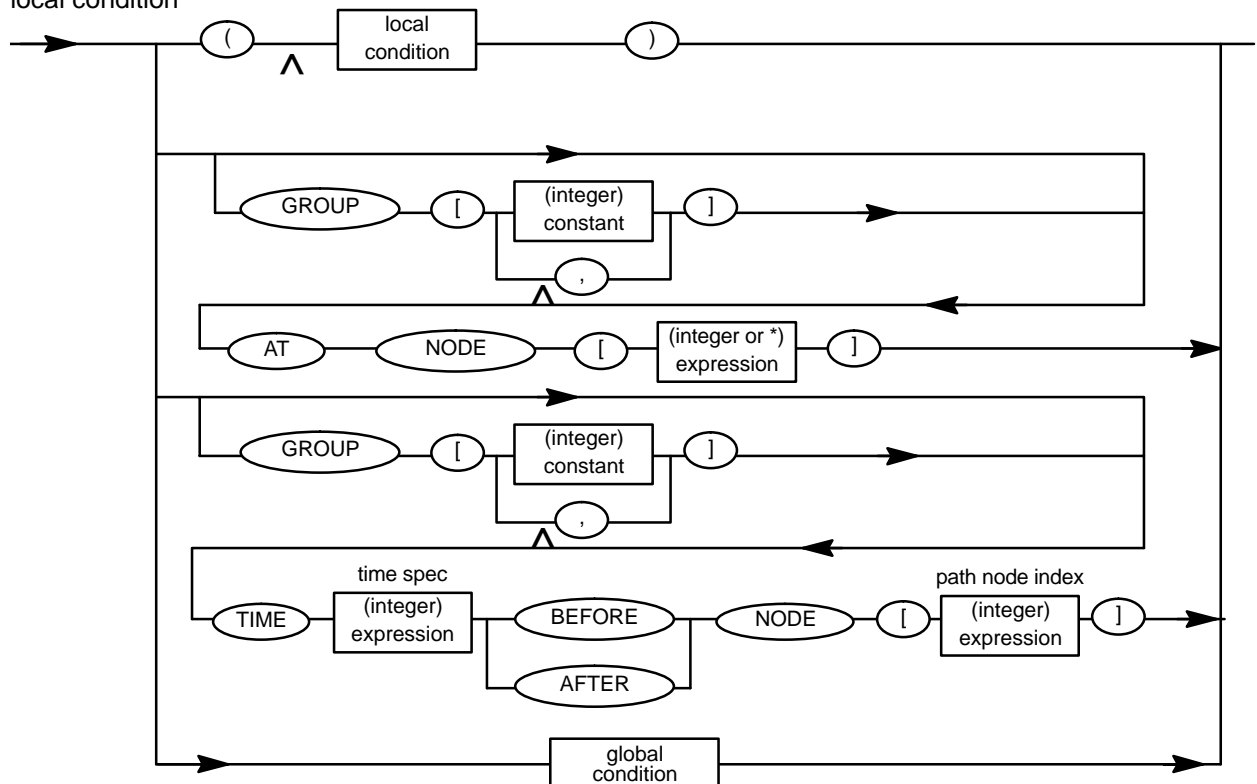 local condition
( local condition )
^
GROUP [ (integer) constant ]
,
^
AT NODE [ (integer or *) expression ]
GROUP [ (integer) constant ]
,
^
time spec path node index
TIME (integer) expression BEFORE NODE [ (integer) expression ]
AFTER
global condition